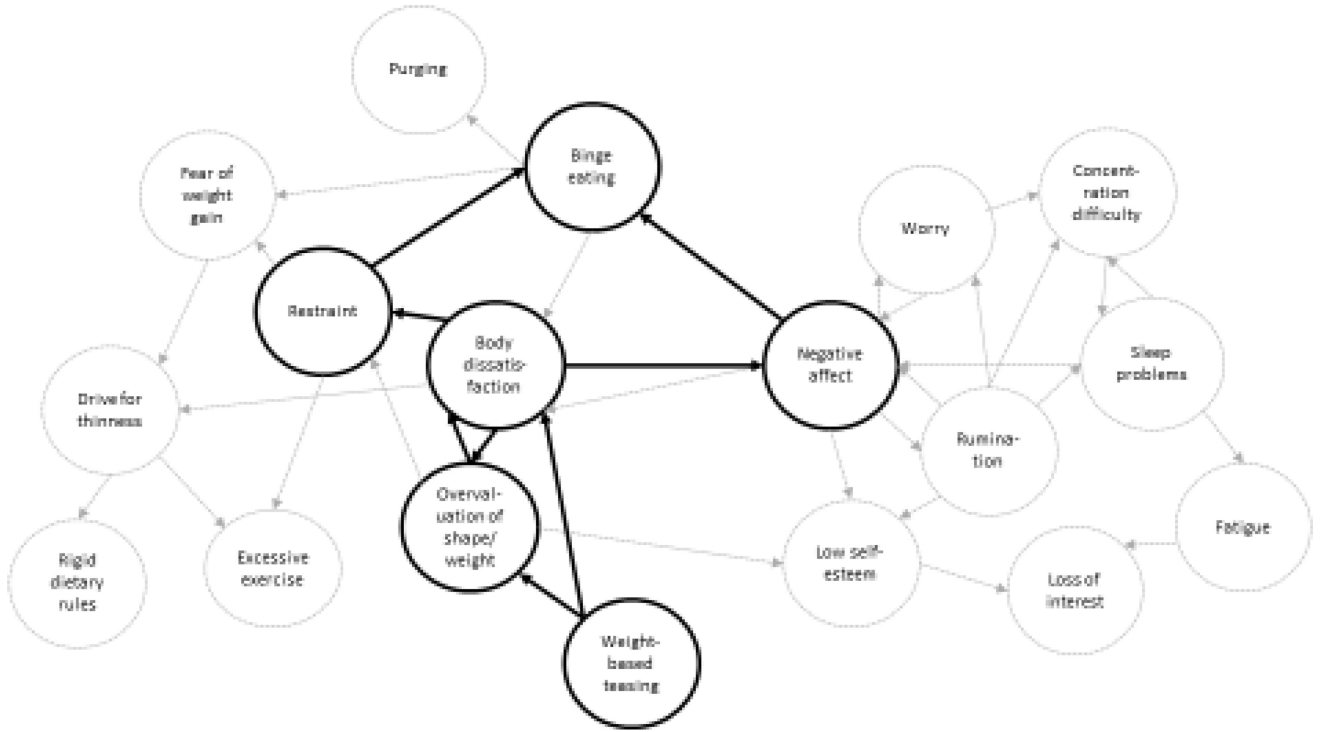 Purging
Binge
eating
Fear of
weight
gain
Concent-
ration
difficulty
Worry
Restraint
Body
dissatis-
faction
Negative
affect
Sleep
problems
Drive for
thinness
Rumina-
tion
Overval-
uation of
shape/
weight
Fatigue
Rigid
dietary
rules
Excessive
exercise
Low self-
esteem
Loss of
interest
Weight-
based
teasing